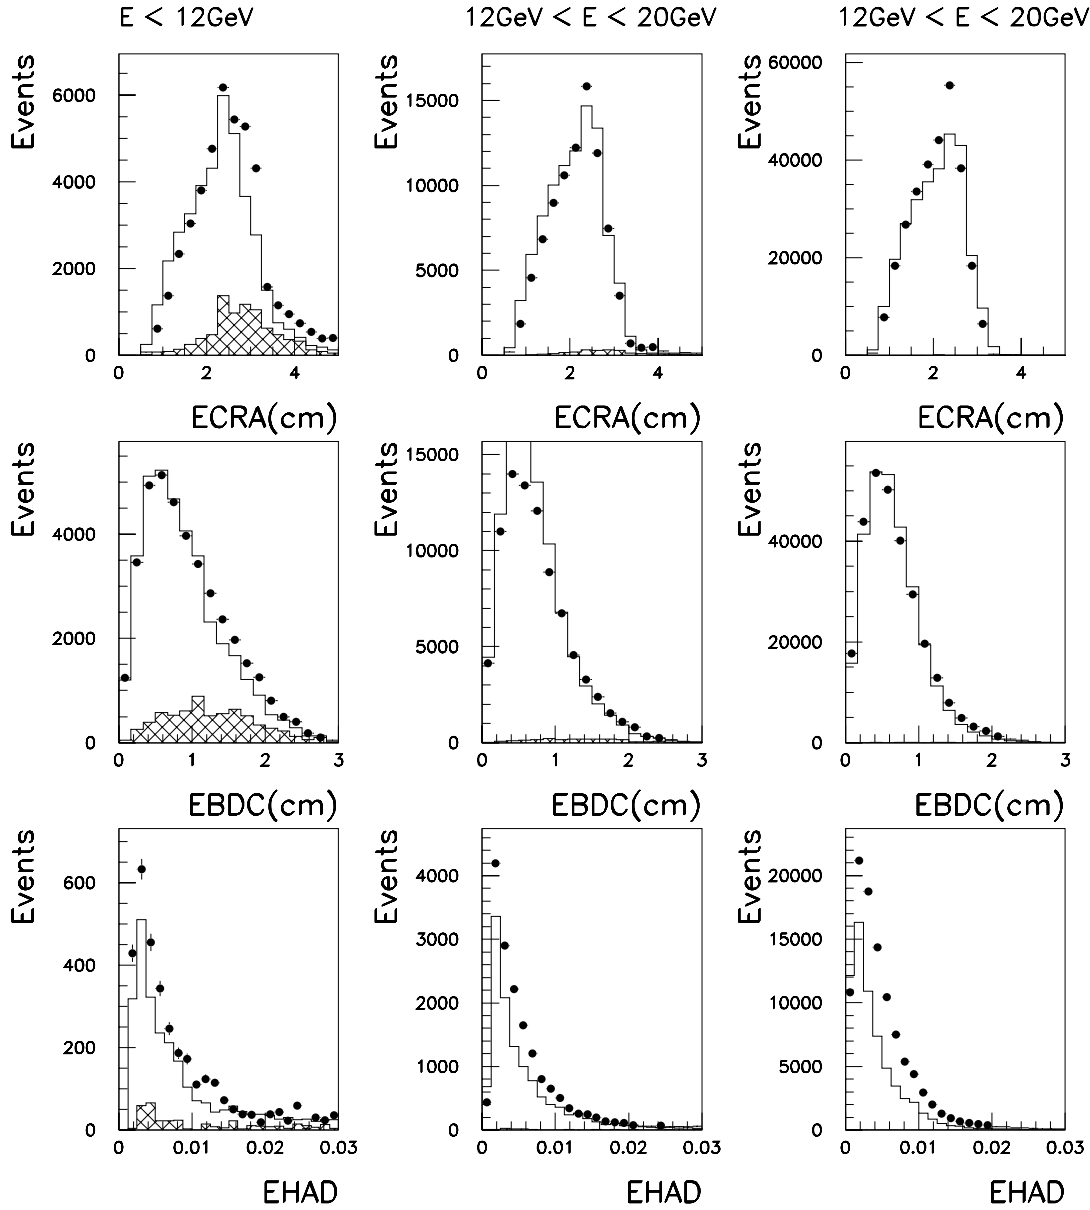 E < 12GeV 12GeV < E < 20GeV 12GeV < E < 20GeV
Events Events Events
6000 15000 60000
4000 10000 40000
2000 5000 20000
0 0 0
0 2 4 0 2 4 0 2 4
ECRA(cm) ECRA(cm) ECRA(cm)
Events Events Events
15000
4000 10000 40000
2000 5000 20000
0 0 0
0 1 2 3 0 1 2 3 0 1 2 3
EBDC(cm) EBDC(cm) EBDC(cm)
Events Events Events
600 4000 20000
3000 15000
400 2000 10000
200 1000 5000
0 0 0
0 0.01 0.02 0.03 0 0.01 0.02 0.03 0 0.01 0.02 0.03
EHAD EHAD EHAD